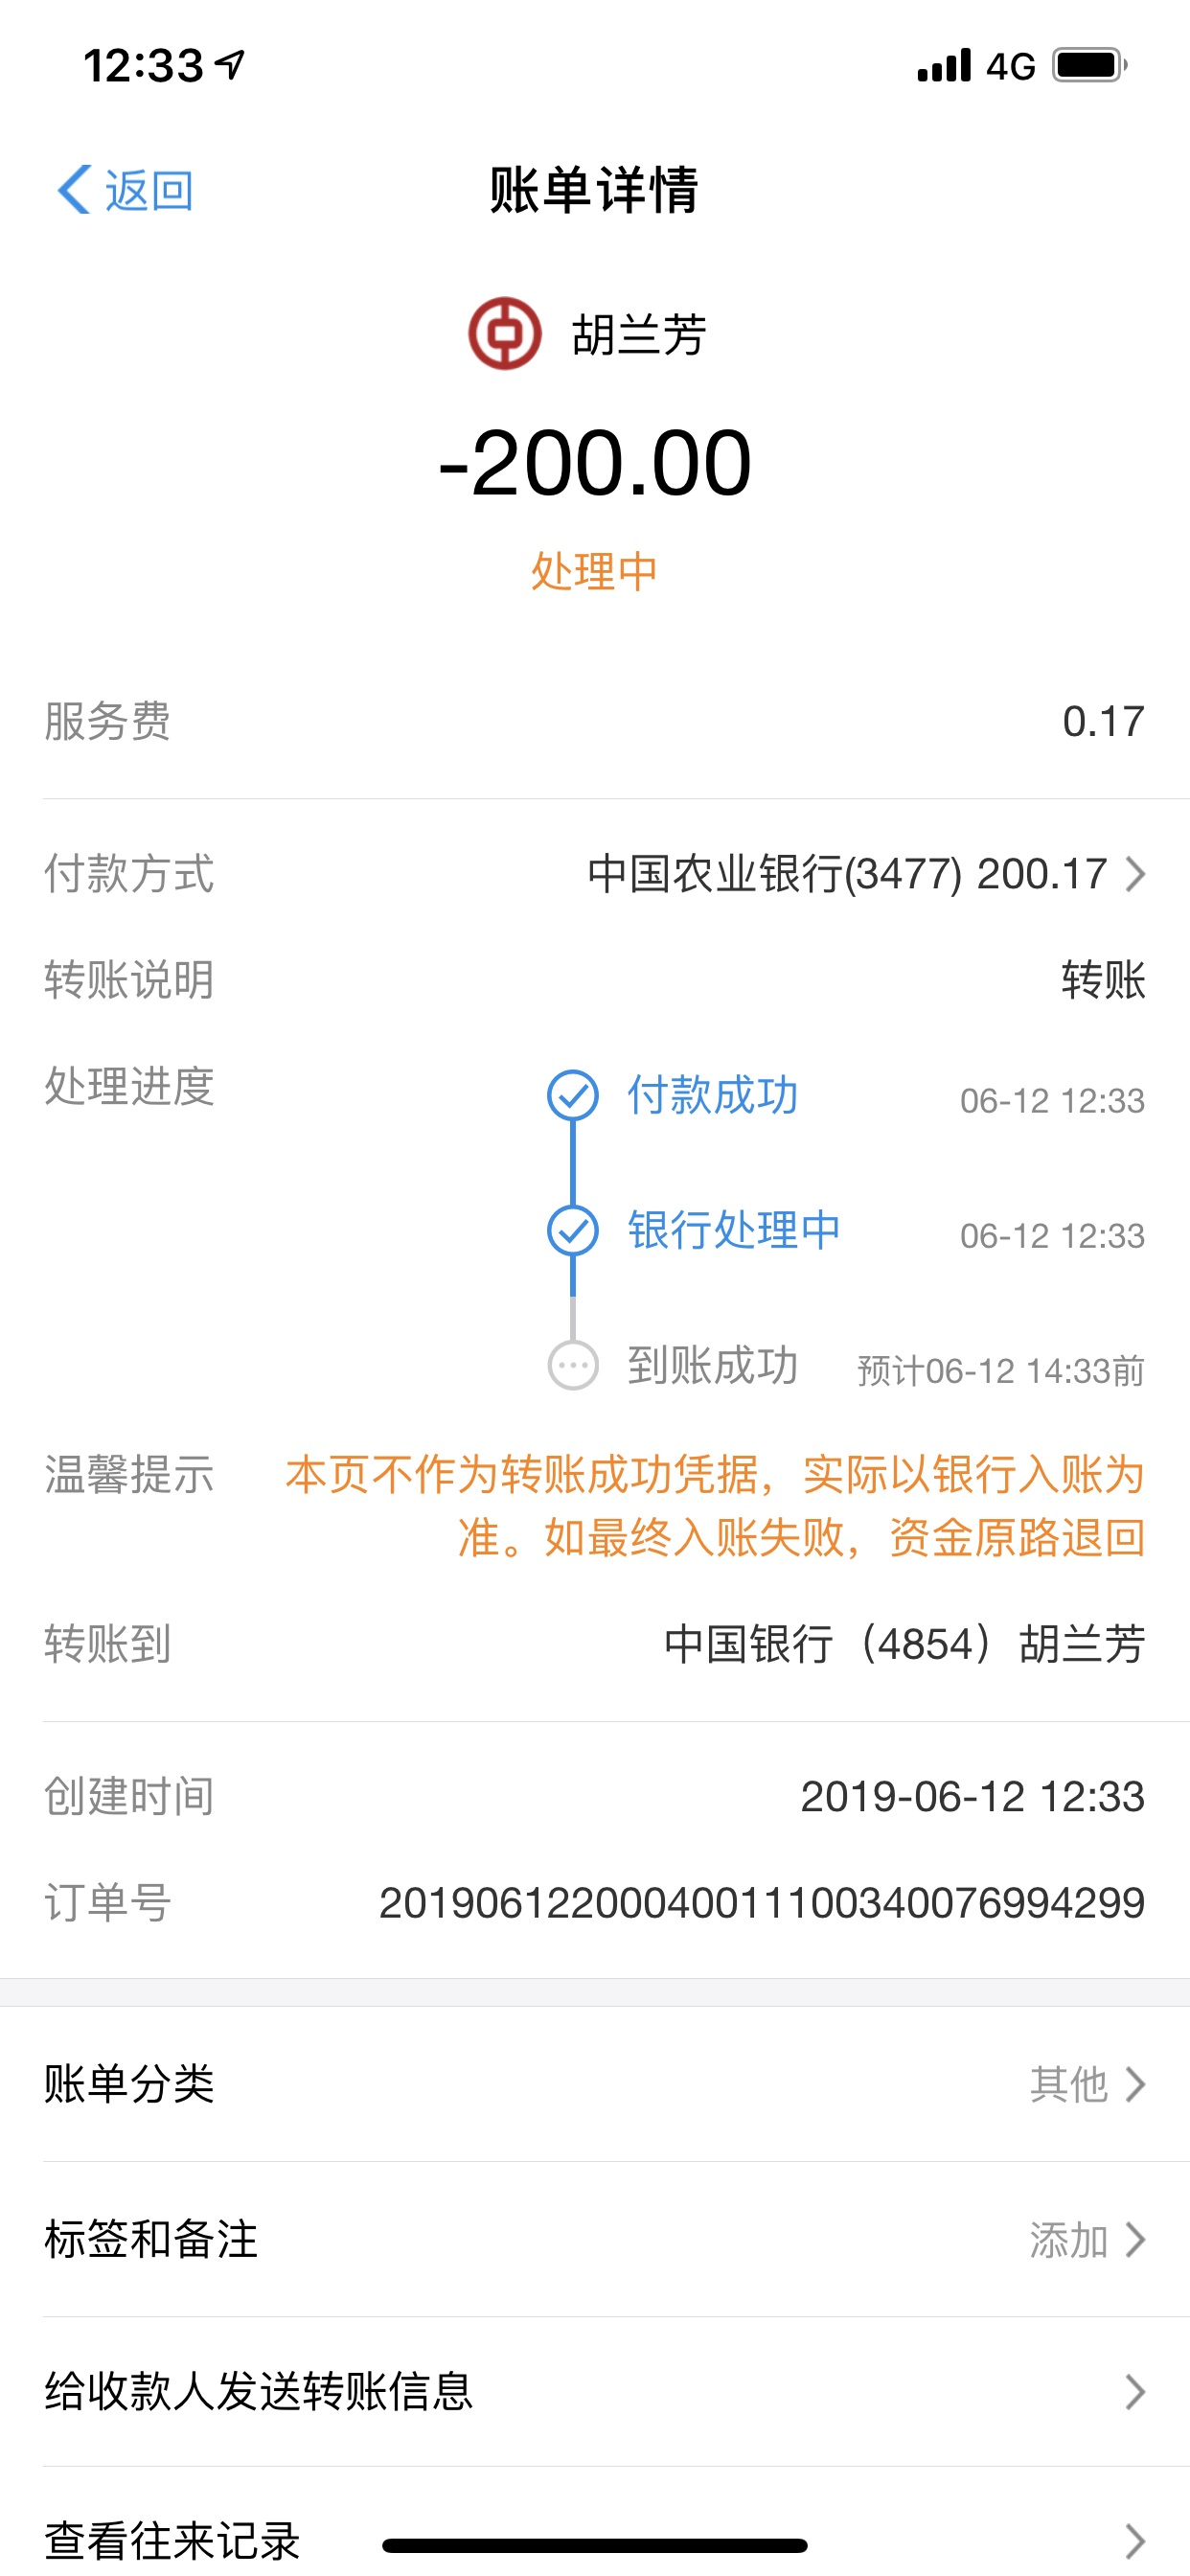 12:33 4G
返回 账单详情
胡兰芳
-200.00
处理中
服务费 0.17
付款方式 中国农业银行(3477) 200.17
转账说明 转账
处理进度 付款成功 06-12 12:33
银行处理中 06-12 12:33
到账成功 预计06-12 14:33前
温馨提示 本页不作为转账成功凭据，实际以银行入账为
准。如最终入账失败，资金原路退回
转账到 中国银行（4854）胡兰芳
创建时间 2019-06-12 12:33
订单号 20190612200040011100340076994299
账单分类 其他
标签和备注 添加
给收款人发送转账信息
查看往来记录